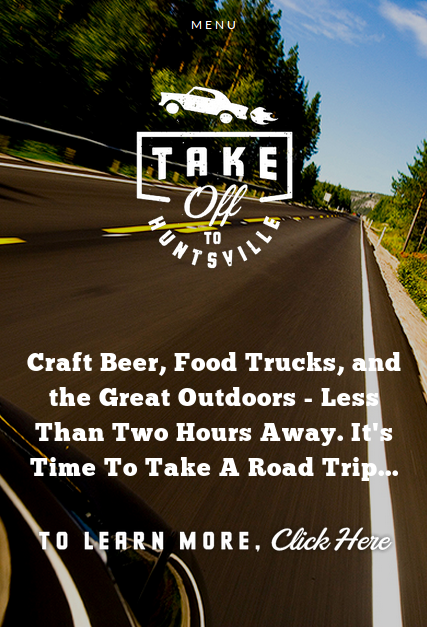 MENU
TAKE
Off
TO
HUNTSVILLE
Craft Beer, Food Trucks, and
the Great Outdoors - Less
Than Two Hours Away. It's
Time To Take A Road Trip...
TO LEARN MORE, Click Here